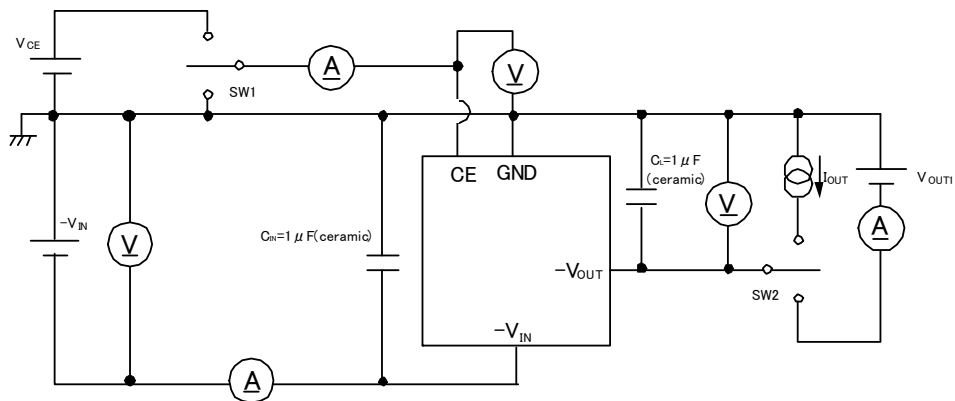 VCE
A
V
SW1
CE
GND
CL=1μF
(ceramic)
IOUT
VOUT1
-VIN
V
CIN=1μF(ceramic)
V
A
-VOUT
SW2
-VIN
A